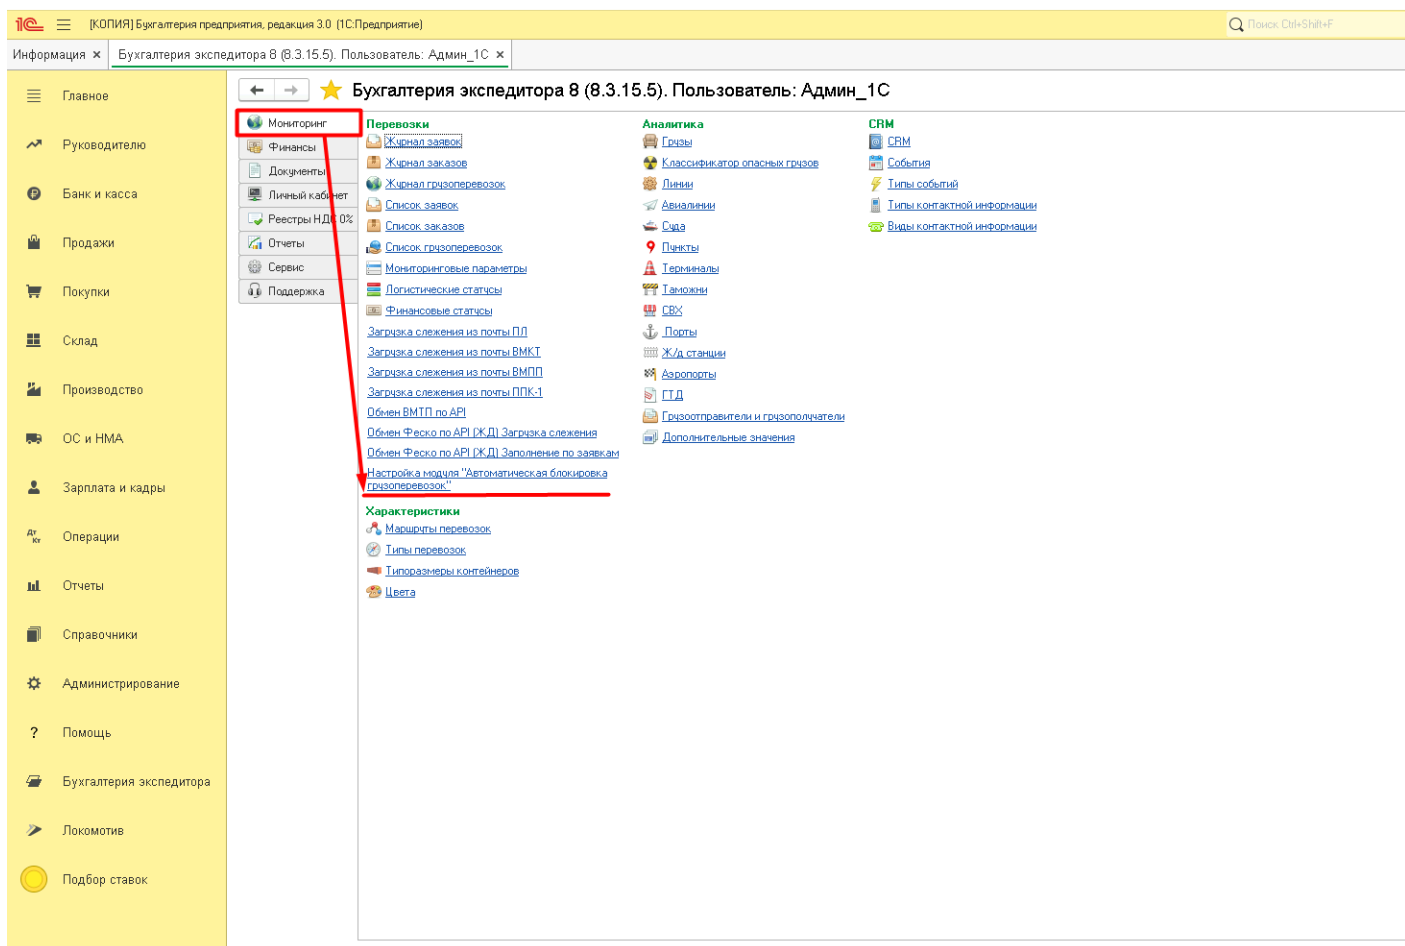 [КОПИЯ] Бухгалтерия предприятия, редакция 3.0 (1С:Предприятие)
Поиск Ctrl+Shift+F
Информация ×
Бухгалтерия экспедитора 8 (8.3.15.5). Пользователь: Админ_1С ×
Главное
Руководителю
Банк и касса
Продажи
Покупки
Склад
Производство
ОС и НМА
Зарплата и кадры
Дт Кт
Операции
Отчеты
Справочники
Администрирование
? Помощь
Бухгалтерия экспедитора
Локомотив
Подбор ставок
Бухгалтерия экспедитора 8 (8.3.15.5). Пользователь: Админ_1С
Мониторинг
Финансы
Документы
Личный кабинет
Реестры НДС 0%
Отчеты
Сервис
Поддержка
Перевозки
Журнал заявок
Журнал заказов
Журнал грузоперевозок
Список заявок
Список заказов
Список грузоперевозок
Мониторинговые параметры
Логистические статусы
Финансовые статусы
Загрузка слежения из почты ПЛ
Загрузка слежения из почты ВМКТ
Загрузка слежения из почты ВМПП
Загрузка слежения из почты ППК-1
Обмен ВМТП по API
Обмен Феско по API (ЖД) Загрузка слежения
Обмен Феско по API (ЖД) Заполнение по заявкам
Настройка модуля "Автоматическая блокировка
грузоперевозок"
Характеристики
Маршруты перевозок
Типы перевозок
Типоразмеры контейнеров
Цвета
Аналитика
Грузы
Классификатор опасных грузов
Линии
Авиалинии
Суда
Пункты
Терминалы
Таможни
СВХ
Порты
Ж/д станции
Аэропорты
ГТД
Грузоотправители и грузополучатели
Дополнительные значения
CRM
CRM
События
Типы событий
Типы контактной информации
Виды контактной информации